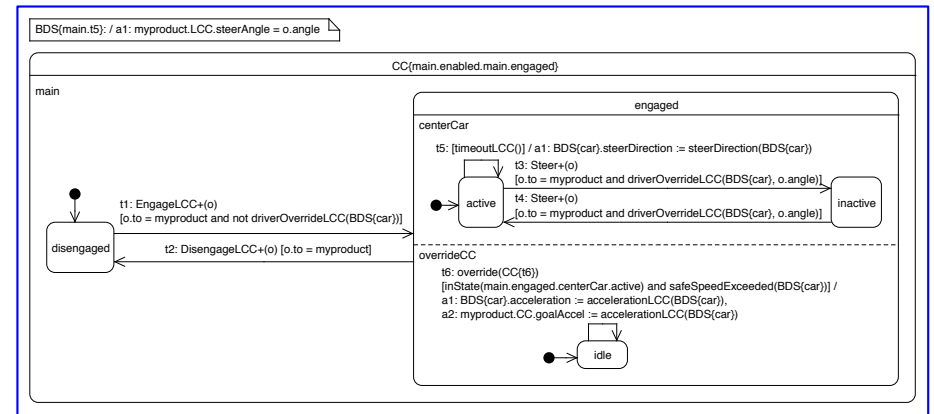 BDS{main.t5}: / a1: myproduct.LCC.steerAngle = o.angle
CC{main.enabled.main.engaged}
main
engaged
centerCar
t5: [timeoutLCC()] / a1: BDS{car}.steerDirection := steerDirection(BDS{car})
t3: Steer+(o)
[o.to = myproduct and driverOverrideLCC(BDS{car}, o.angle)]
t1: EngageLCC+(o)
[o.to = myproduct and not driverOverrideLCC(BDS{car})]
active
t4: Steer+(o)
[o.to = myproduct and driverOverrideLCC(BDS{car}, o.angle)]
inactive
disengaged
t2: DisengageLCC+(o) [o.to = myproduct]
overrideCC
t6: override(CC{t6})
[inState(main.engaged.centerCar.active) and safeSpeedExceeded(BDS{car})] /
a1: BDS{car}.acceleration := accelerationLCC(BDS{car}),
a2: myproduct.CC.goalAccel := accelerationLCC(BDS{car})
idle